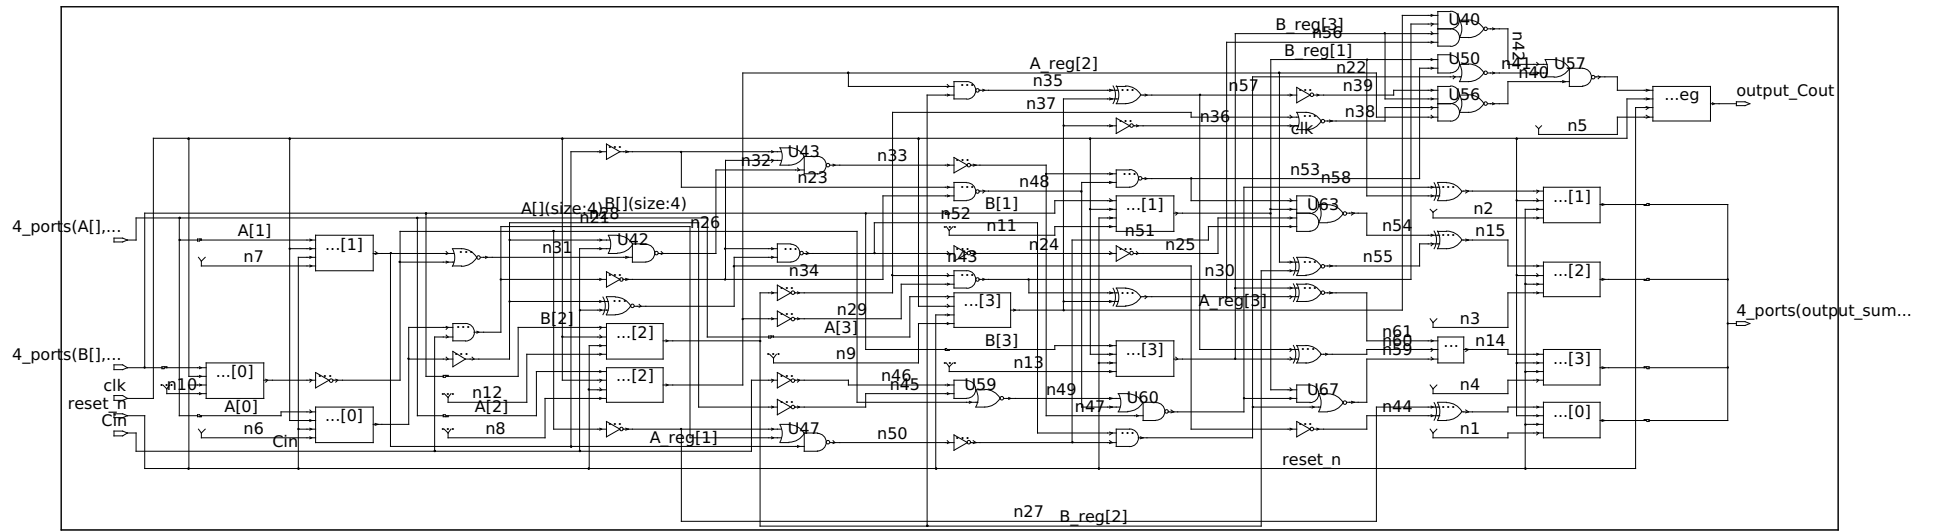 U40
B_reg[3]
n56
n42
B_reg[1]
U50
A_reg[2]
n22
n41
U57
n40
n35
n57
n39
U56
output_Cout
...eg
n37
n36
n38
clk
n5
U43
n32
n33
n23
n53
n58
n48
A[](size:4)
B[](size:4)
n21
n28
n26
n52
B[1]
...[1]
U63
...[1]
n2
4_ports(A[],...
A[1]
n11
n51
n54
n15
...[1]
U42
n31
n24
n25
n7
n43
n55
n34
n30
...[2]
...[3]
A_reg[3]
n29
4_ports(output_sum...
B[2]
A[3]
n3
...[2]
n61
n60
n59
...
n14
4_ports(B[],...
n9
B[3]
...[3]
n13
...[3]
...[0]
clk
n10
n12
...[2]
n46
n45
U59
n49
n4
U67
reset_n
A[0]
A[2]
n47
U60
n44
...[0]
Cin
...[0]
n6
Cin
n8
A_reg[1]
U47
n50
n1
reset_n
n27
B_reg[2]